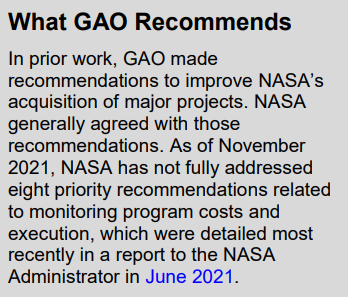 What GAO Recommends
In prior work, GAO made
recommendations to improve NASA's
acquisition of major projects. NASA
generally agreed with those
recommendations. As of November
2021, NASA has not fully addressed
eight priority recommendations related
to monitoring program costs and
execution, which were detailed most
recently in a report to the NASA
Administrator in June 2021.